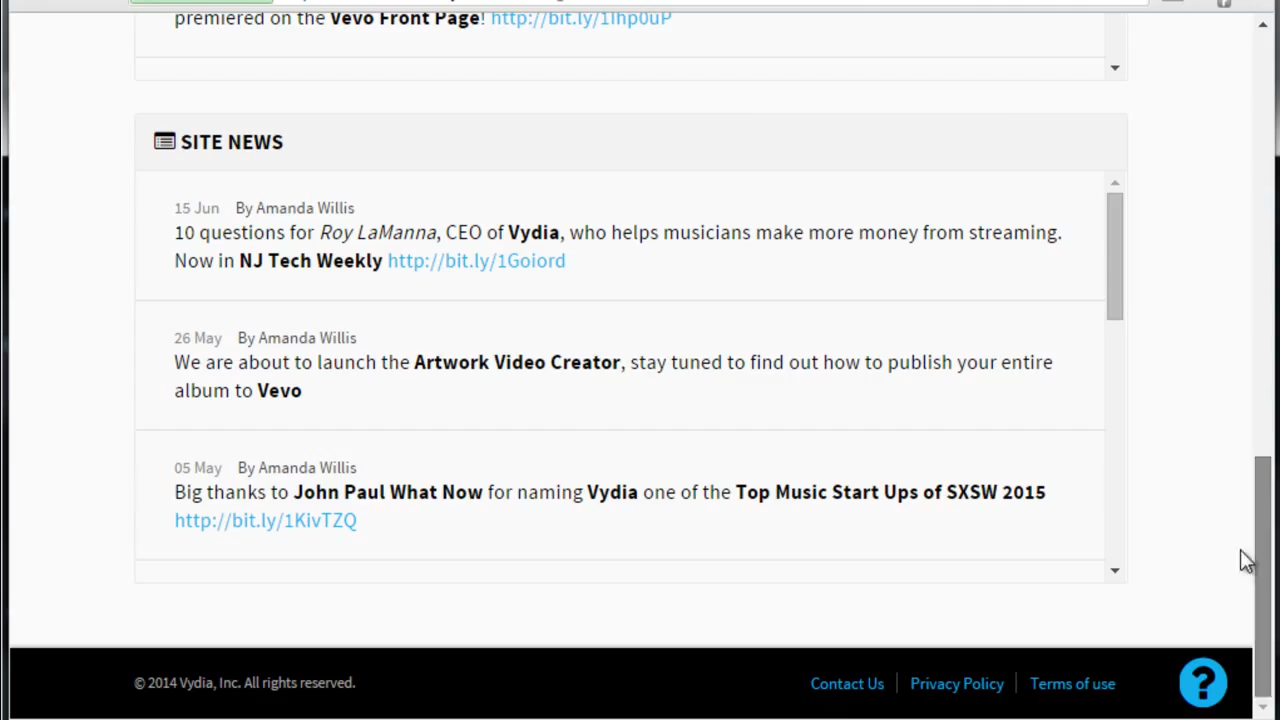 premiered on the Vevo Front Page! http://bit.ly/1Ihp0uP
SITE NEWS
15 Jun By Amanda Willis
10 questions for Roy LaManna, CEO of Vydia, who helps musicians make more money from streaming.
Now in NJ Tech Weekly http://bit.ly/1Goiord
26 May By Amanda Willis
We are about to launch the Artwork Video Creator, stay tuned to find out how to publish your entire
album to Vevo
05 May By Amanda Willis
Big thanks to John Paul What Now for naming Vydia one of the Top Music Start Ups of SXSW 2015
http://bit.ly/1KivTZQ
© 2014 Vydia, Inc. All rights reserved.
Contact Us Privacy Policy Terms of use
?